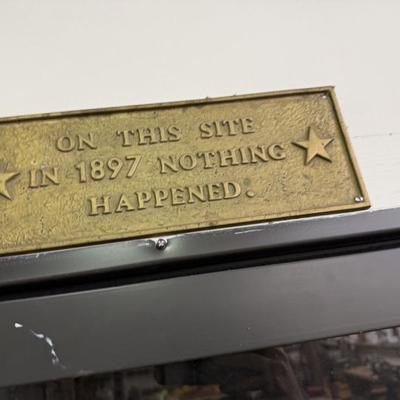 ON THIS SITE
IN 1897 NOTHING
HAPPENED.